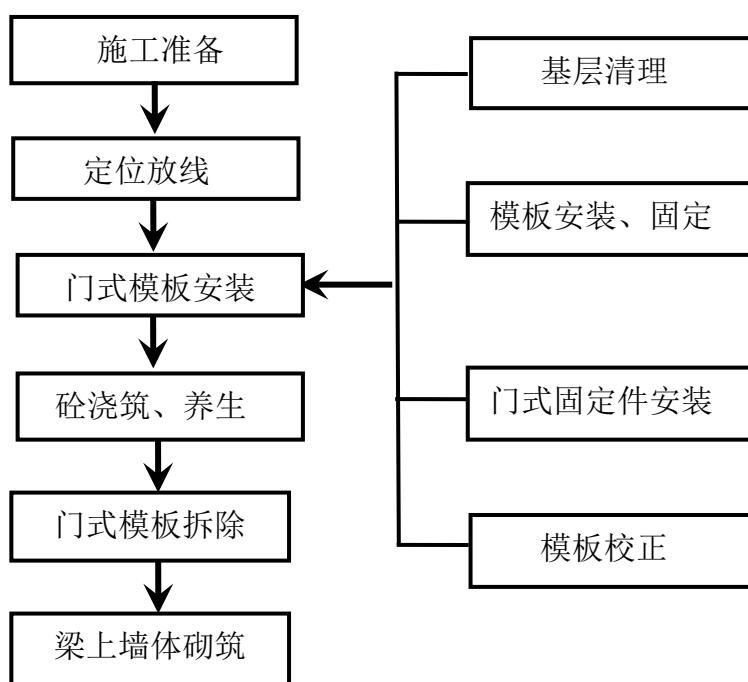 施工准备
定位放线
门式模板安装
砼浇筑、养生
门式模板拆除
梁上墙体砌筑
基层清理
模板安装、固定
门式固定件安装
模板校正